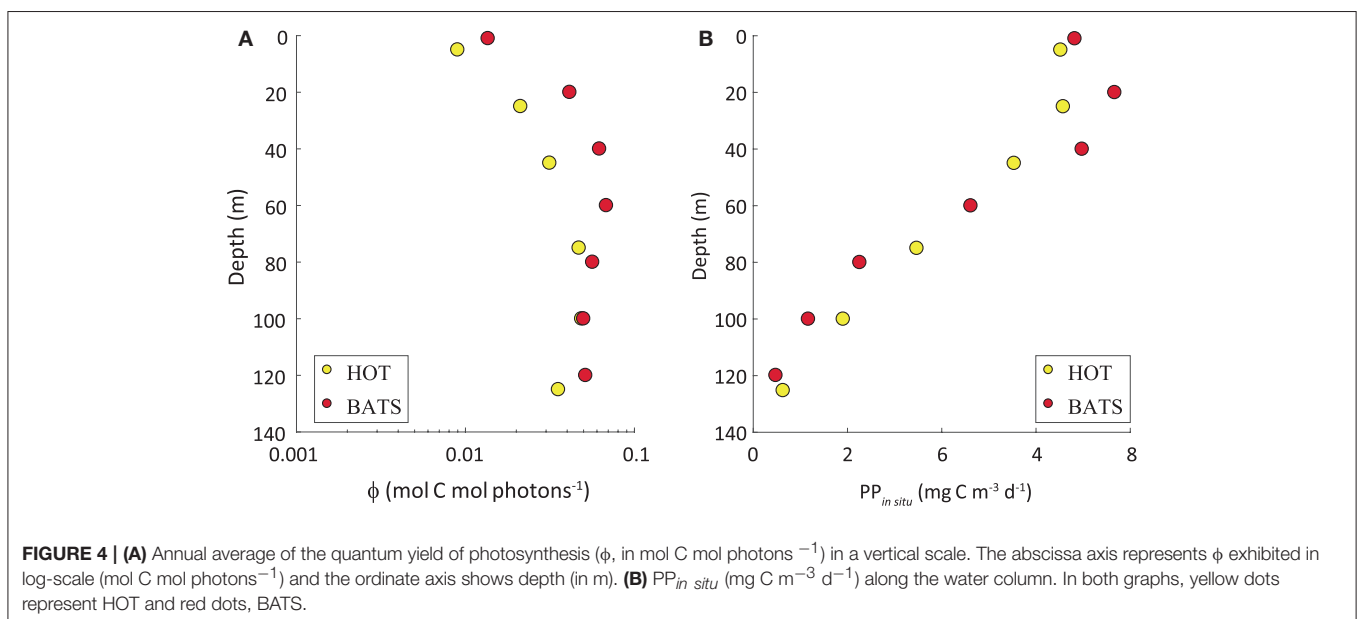 A
0
20
40
60
80
100
120
140
Depth (m)
HOT
BATS
0.001 0.01 0.1
ϕ (mol C mol photons⁻¹)
B
0
20
40
60
80
100
120
140
Depth (m)
HOT
BATS
0 2 6 4 8
PP in situ (mg C m⁻³ d⁻¹)
FIGURE 4 | (A) Annual average of the quantum yield of photosynthesis (ϕ, in mol C mol photons ⁻¹) in a vertical scale. The abscissa axis represents ϕ exhibited in
log-scale (mol C mol photons⁻¹) and the ordinate axis shows depth (in m). (B) PP in situ (mg C m⁻³ d⁻¹) along the water column. In both graphs, yellow dots
represent HOT and red dots, BATS.